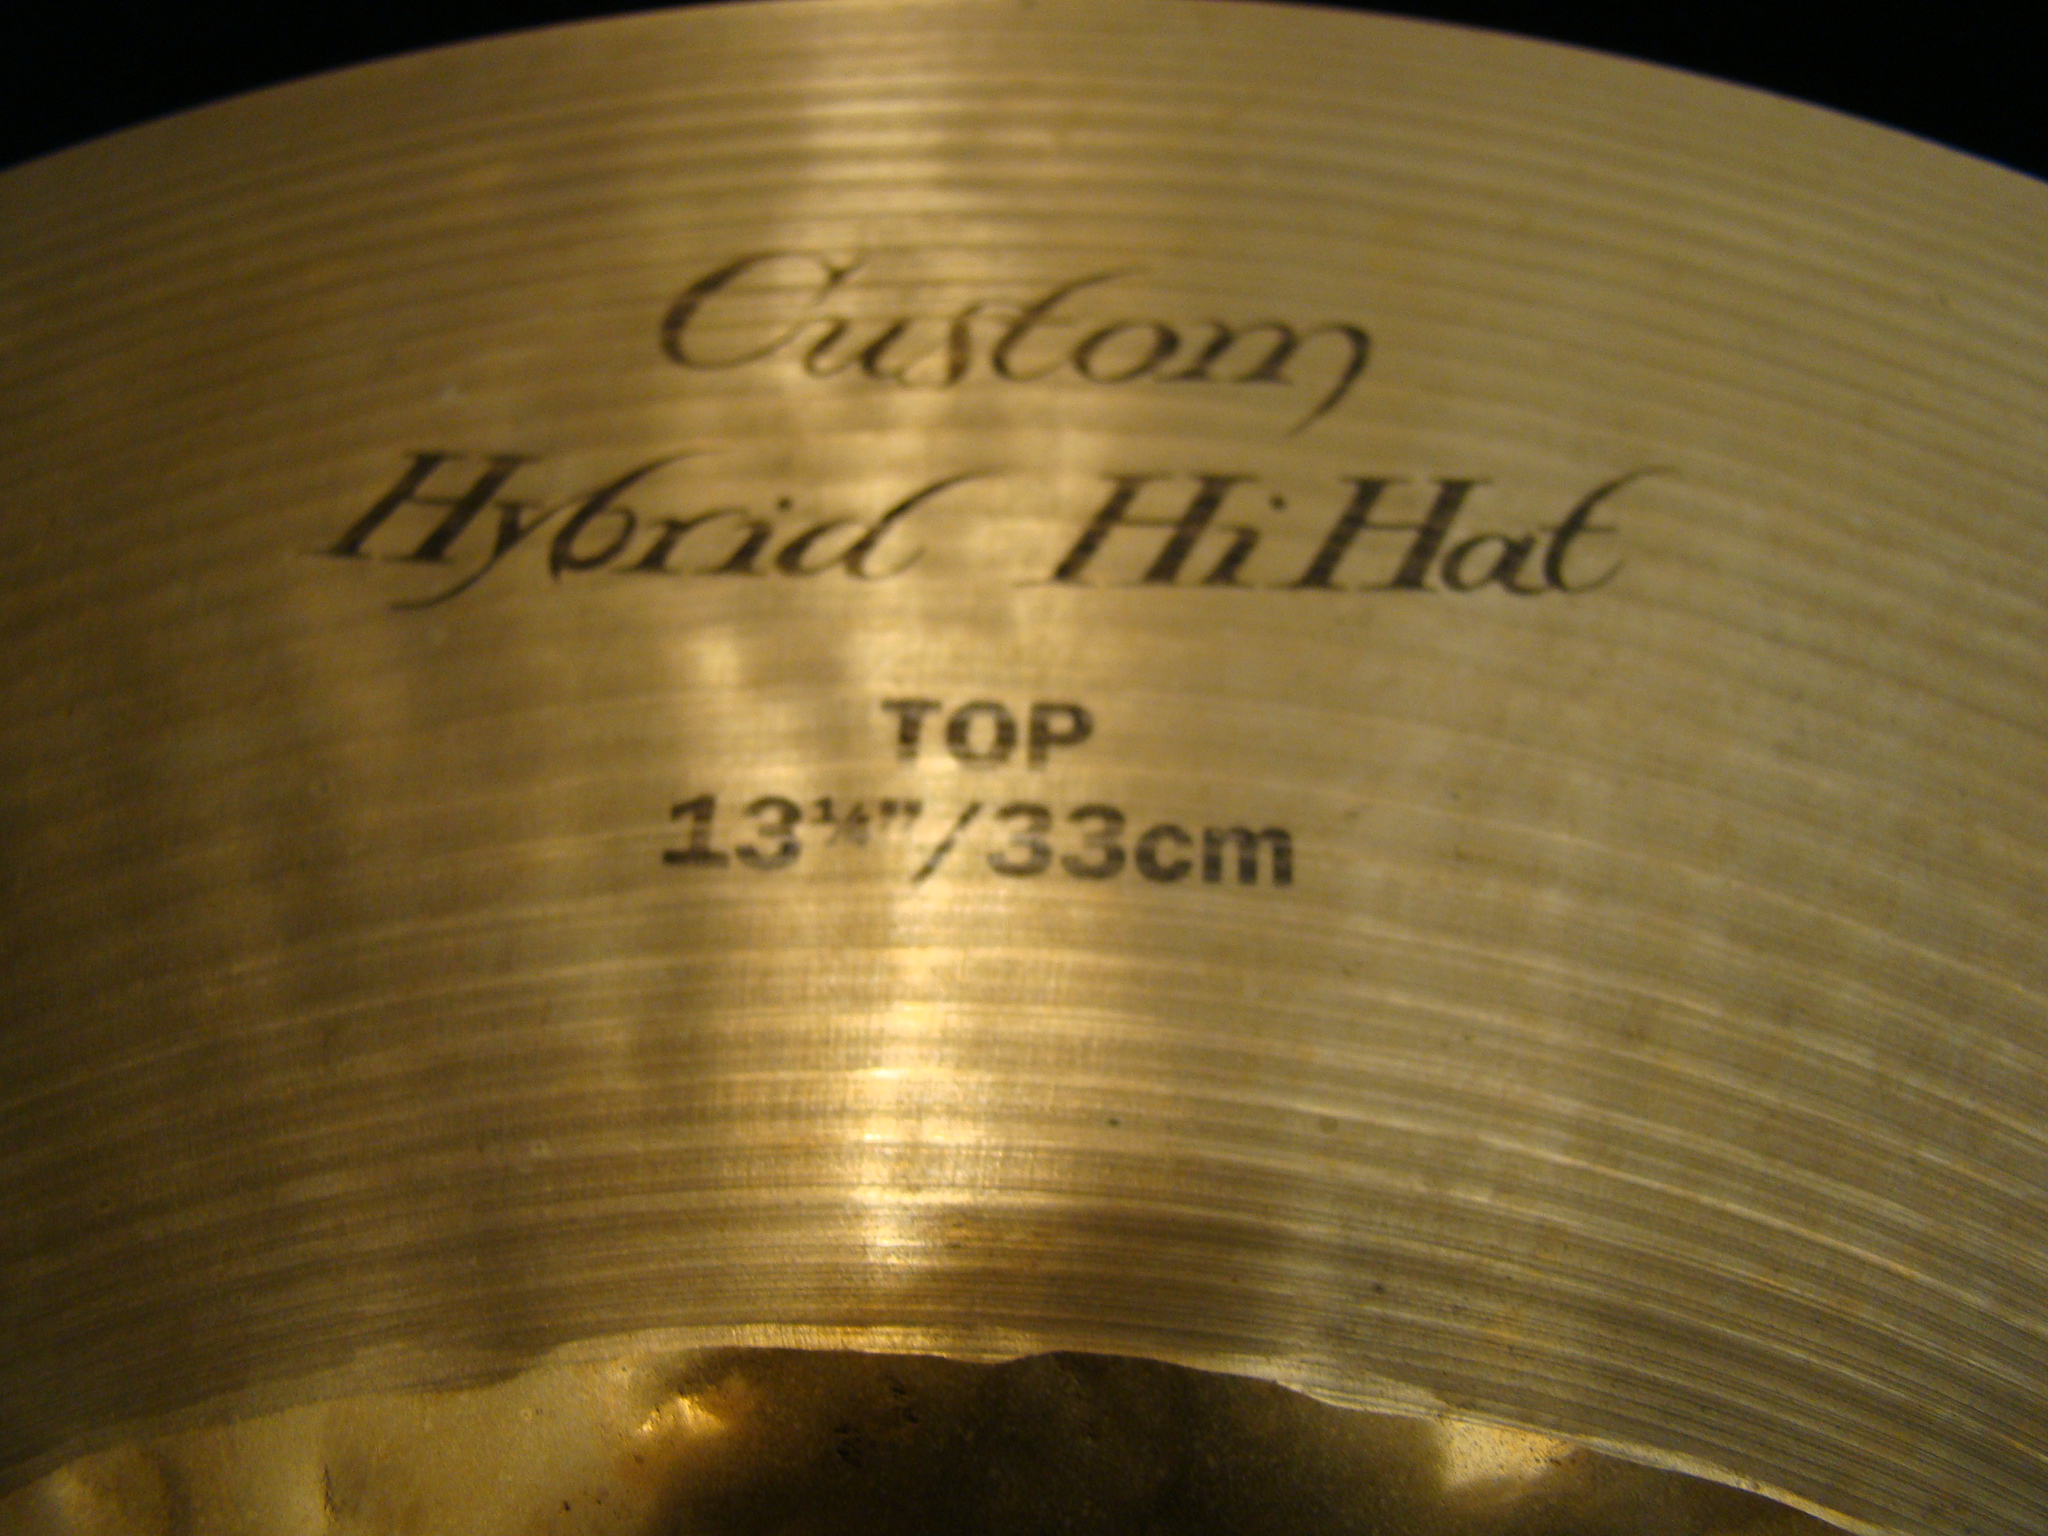 Custom
Hybrid HiHat
TOP
13¼"/33cm